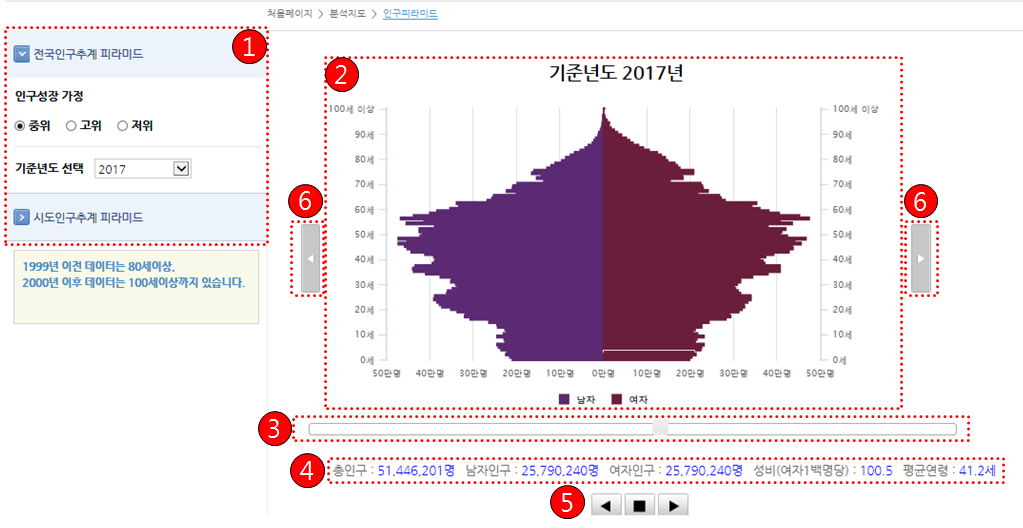 처음페이지 > 분석지도 > 인구피라미드
1
전국인구추계 피라미드
인구성장 가정
중위 고위 저위
기준년도 선택 2017
시도인구추계 피라미드
1999년 이전 데이터는 80세이상,
2000년 이후 데이터는 100세이상까지 있습니다.
2
기준년도 2017년
100세 이상 100세 이상
90세 90세
80세 80세
70세 70세
60세 60세
50세 50세
40세 40세
30세 30세
20세 20세
10세 10세
0세 0세
50만명 40만명 30만명 20만명 10만명 0만명 10만명 20만명 30만명 40만명 50만명
남자 여자
6 6
3
4 총인구 : 51,446,201명 남자인구 : 25,790,240명 여자인구 : 25,790,240명 성비(여자1백명당) : 100.5 평균연령 : 41.2세
5